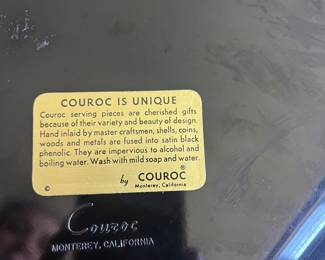 COUROC IS UNIQUE
Couroc serving pieces are cherished gifts
because of their variety and beauty of design.
Hand inlaid by master craftsmen, shells, coins,
woods and metals are fused into satin black
phenolic. They are impervious to alcohol and
boiling water. Wash with mild soap and water.
by COUROC®
Monterey, California
©
Couroc
MONTEREY, CALIFORNIA